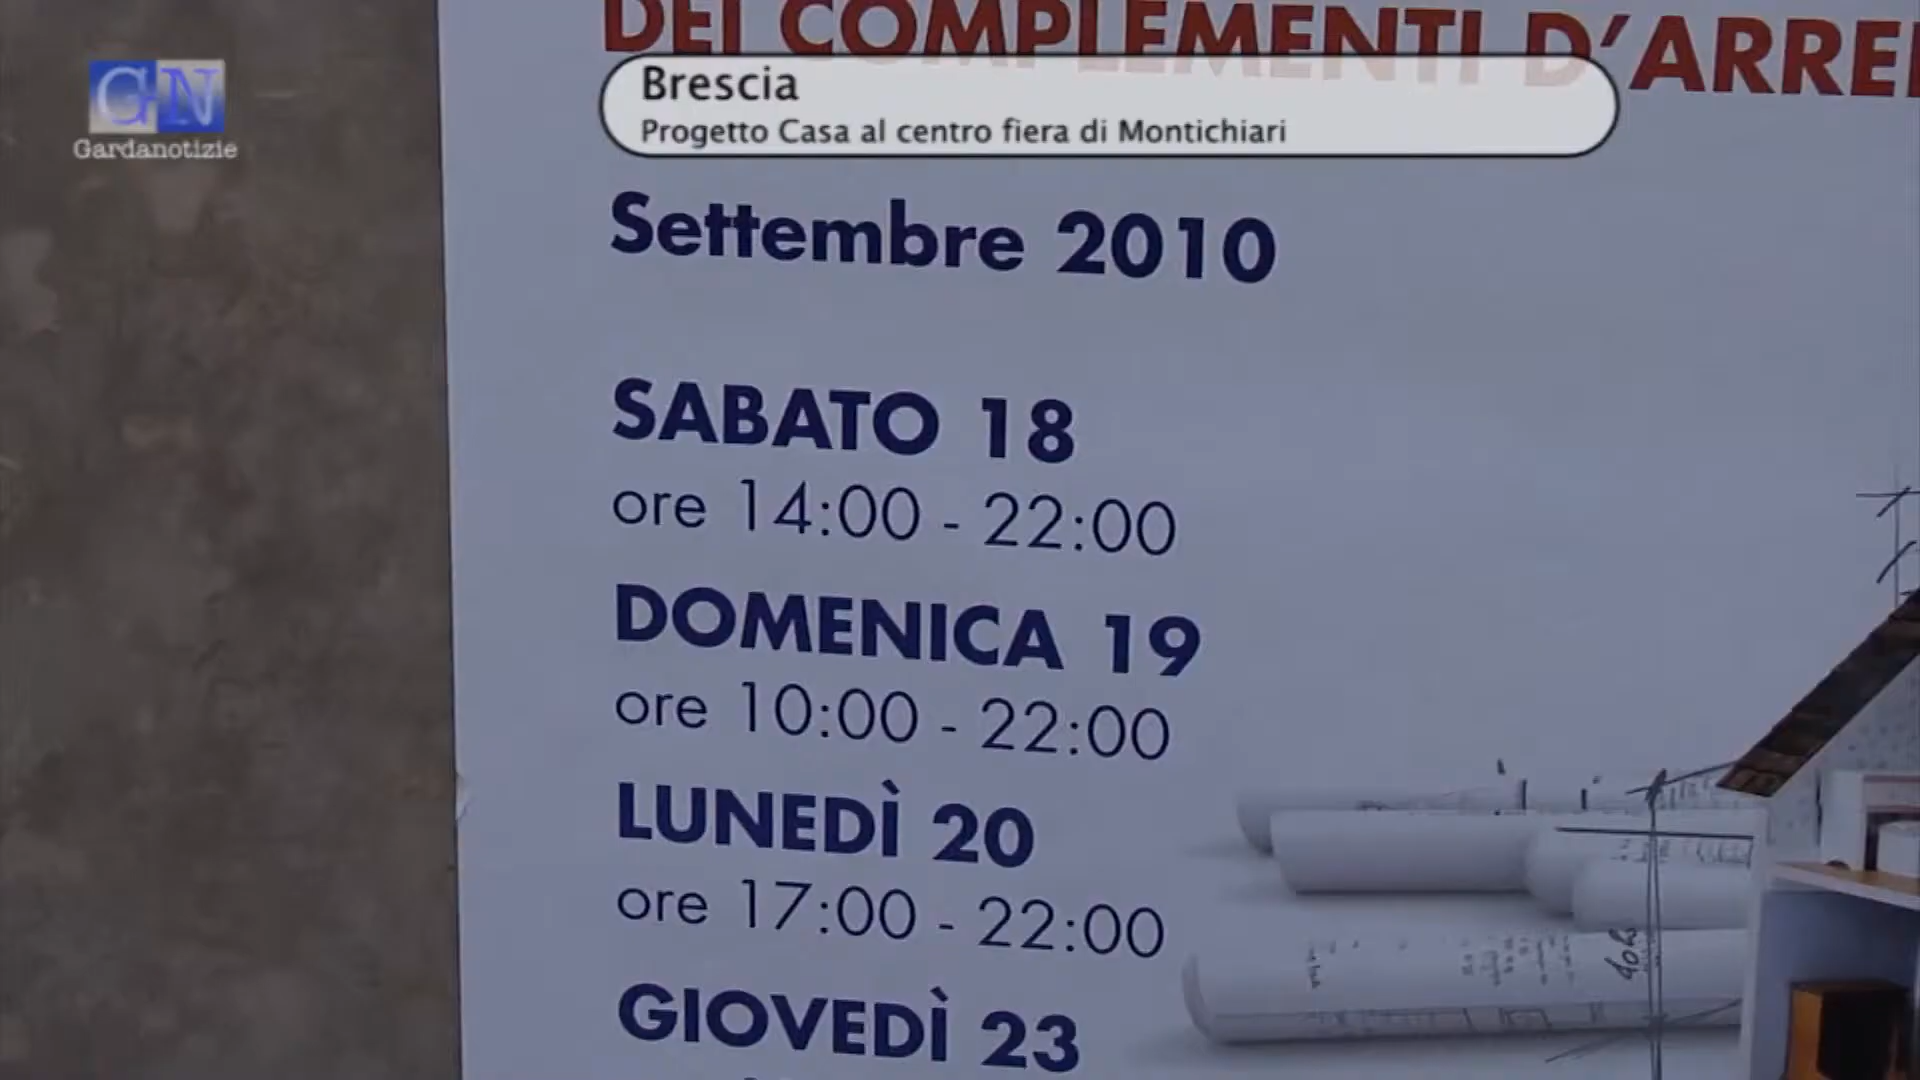 DEI COMPLEMENTI D'ARRE
GN
Gardanotizie
Brescia
Progetto Casa al centro fiera di Montichiari
Settembre 2010
SABATO 18
ore 14:00 - 22:00
DOMENICA 19
ore 10:00 - 22:00
LUNEDÌ 20
ore 17:00 - 22:00
GIOVEDÌ 23